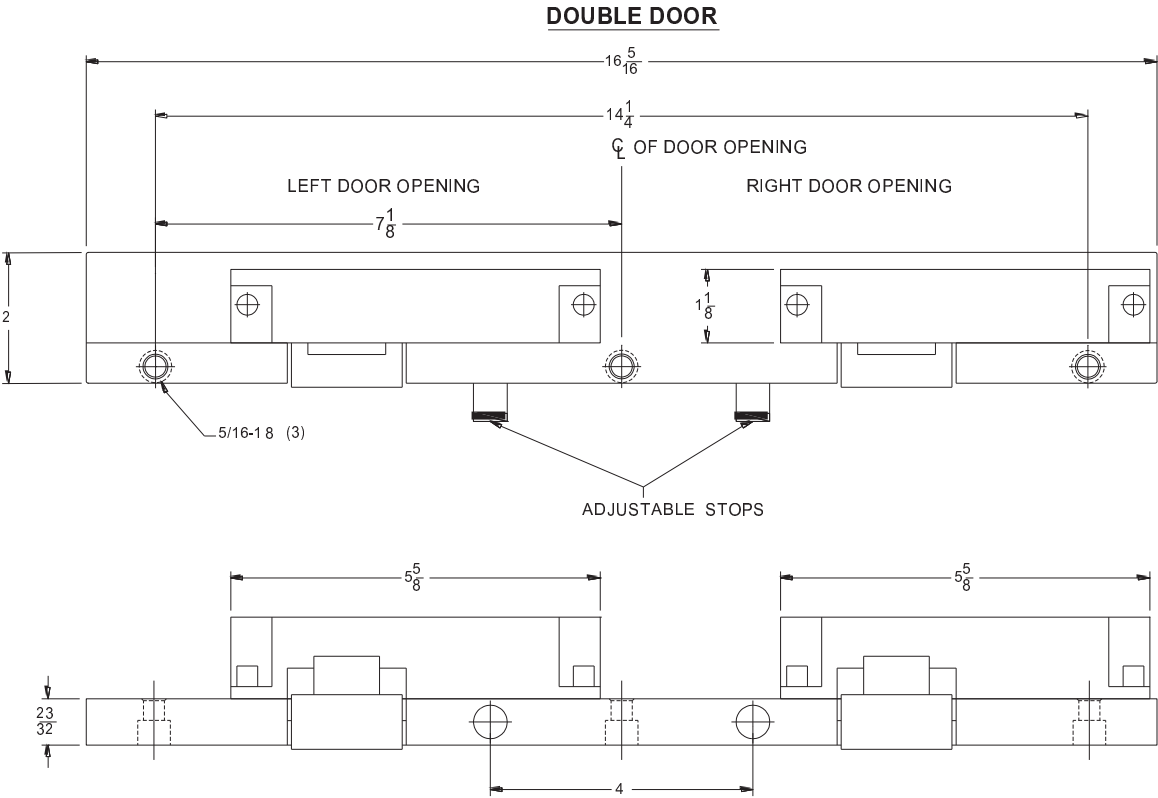 DOUBLE DOOR
16 5/16
14 1/4
℄ OF DOOR OPENING
LEFT DOOR OPENING
RIGHT DOOR OPENING
7 1/8
1 1/8
2
5/16-18 (3)
ADJUSTABLE STOPS
5 5/8
5 5/8
23/32
4